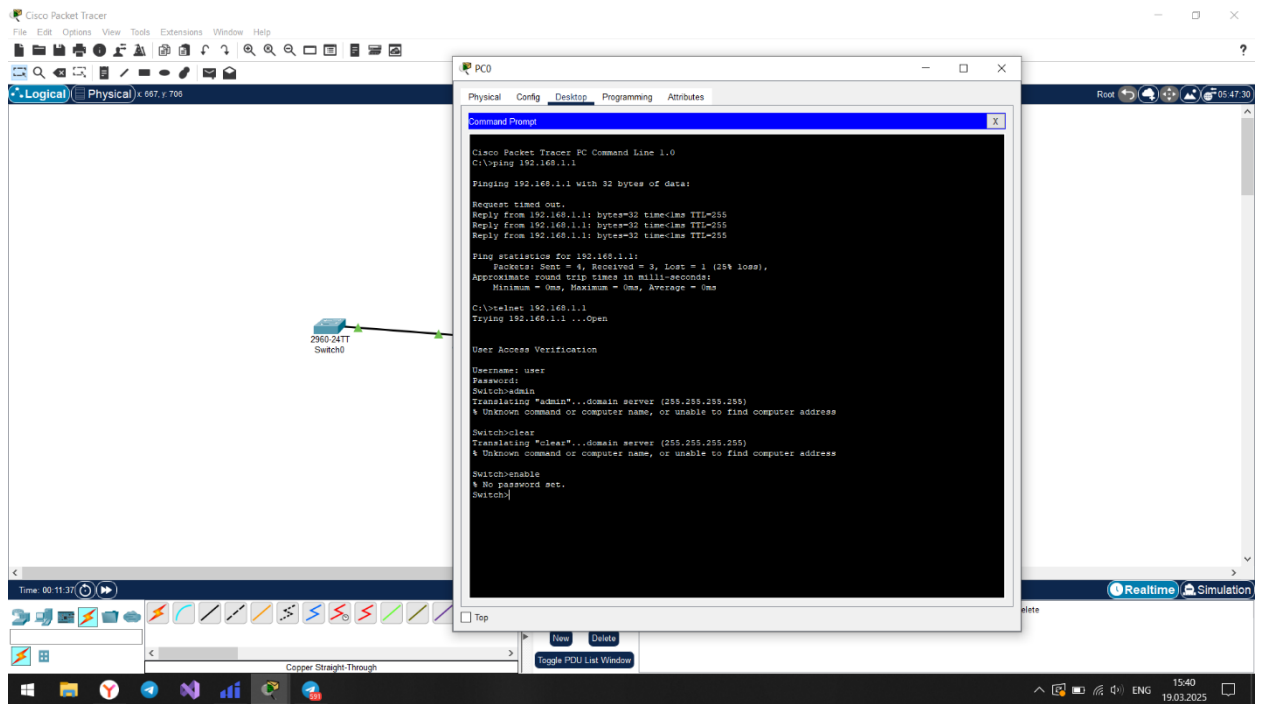 Cisco Packet Tracer
File Edit Options View Tools Extensions Window Help
?
Logical Physical x: 667, y: 706
Root 05:47:30
PC0
Physical Config Desktop Programming Attributes
Command Prompt X
Cisco Packet Tracer PC Command Line 1.0
C:\>ping 192.168.1.1
Pinging 192.168.1.1 with 32 bytes of data:
Request timed out.
Reply from 192.168.1.1: bytes=32 time<1ms TTL=255
Reply from 192.168.1.1: bytes=32 time<1ms TTL=255
Reply from 192.168.1.1: bytes=32 time<1ms TTL=255
Ping statistics for 192.168.1.1:
Packets: Sent = 4, Received = 3, Lost = 1 (25% loss),
Approximate round trip times in milli-seconds:
Minimum = 0ms, Maximum = 0ms, Average = 0ms
C:\>telnet 192.168.1.1
Trying 192.168.1.1 ...Open
User Access Verification
Username: user
Password:
Switch>admin
Translating "admin"...domain server (255.255.255.255)
% Unknown command or computer name, or unable to find computer address
Switch>clear
Translating "clear"...domain server (255.255.255.255)
% Unknown command or computer name, or unable to find computer address
Switch>enable
% No password set.
Switch>
Top
2960-24TT
Switch0
Time: 00:11:37
Realtime Simulation
elete
New Delete
Toggle PDU List Window
Copper Straight-Through
591
ENG
15:40
19.03.2025